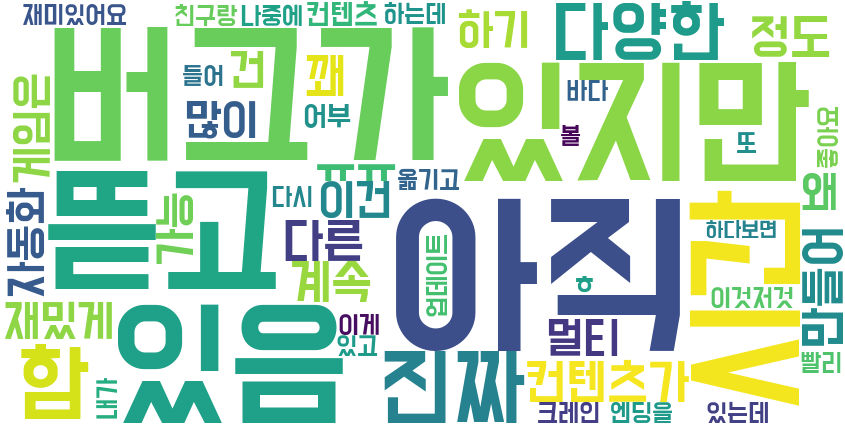 재미있어요
친구랑
나중에
컨텐츠
하는데
하기
다양한
정도
버그가
있지만
들어
건
꽤
바다
게임은
많이
어부
볼
또
좋아요
ㅠㅠ
옮기고
왜
뜯고
다시
이건
아직
시간
자동화
가능
다른
하다보면
만들어
업데이트
계속
ㅎ
이것저것
재밌게
있음
이게
있고
멀티
빨리
함
진짜
컨텐츠가
내가
크레인
엔딩을
있는데